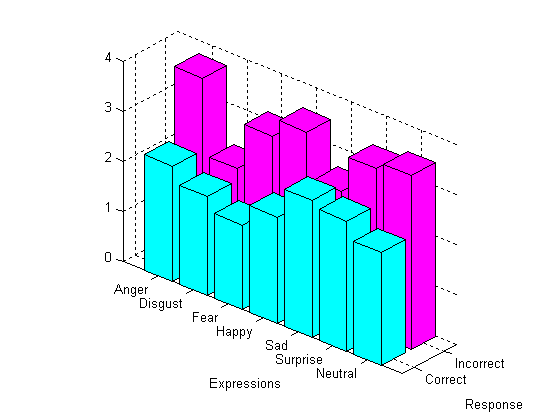 4
3
2
1
0
Anger
Disgust
Fear
Happy
Sad
Surprise
Neutral
Expressions
Incorrect
Correct
Response